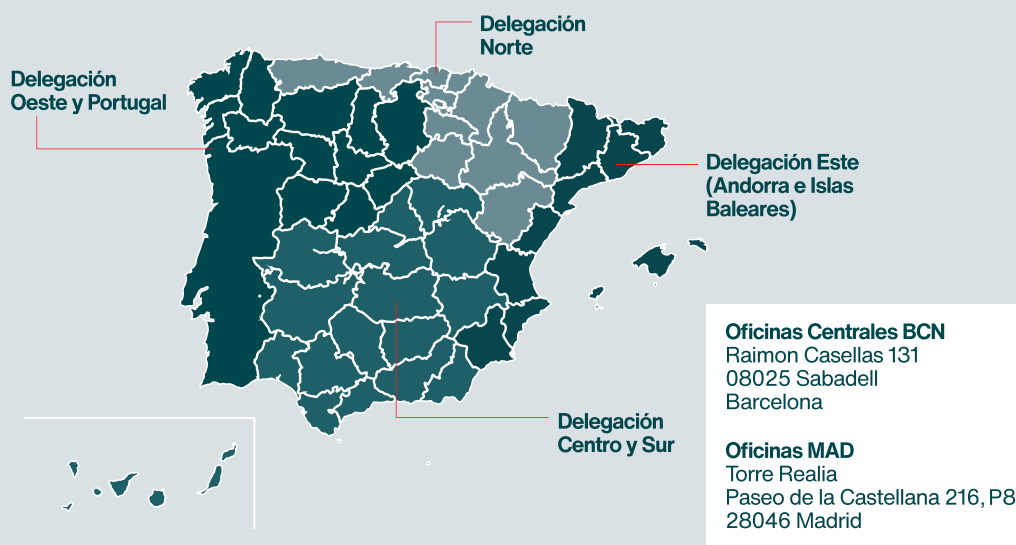 Delegación
Norte
Delegación
Oeste y Portugal
Delegación Este
(Andorra e Islas
Baleares)
Delegación
Centro y Sur
Oficinas Centrales BCN
Raimon Casellas 131
08025 Sabadell
Barcelona
Oficinas MAD
Torre Realia
Paseo de la Castellana 216, P8
28046 Madrid